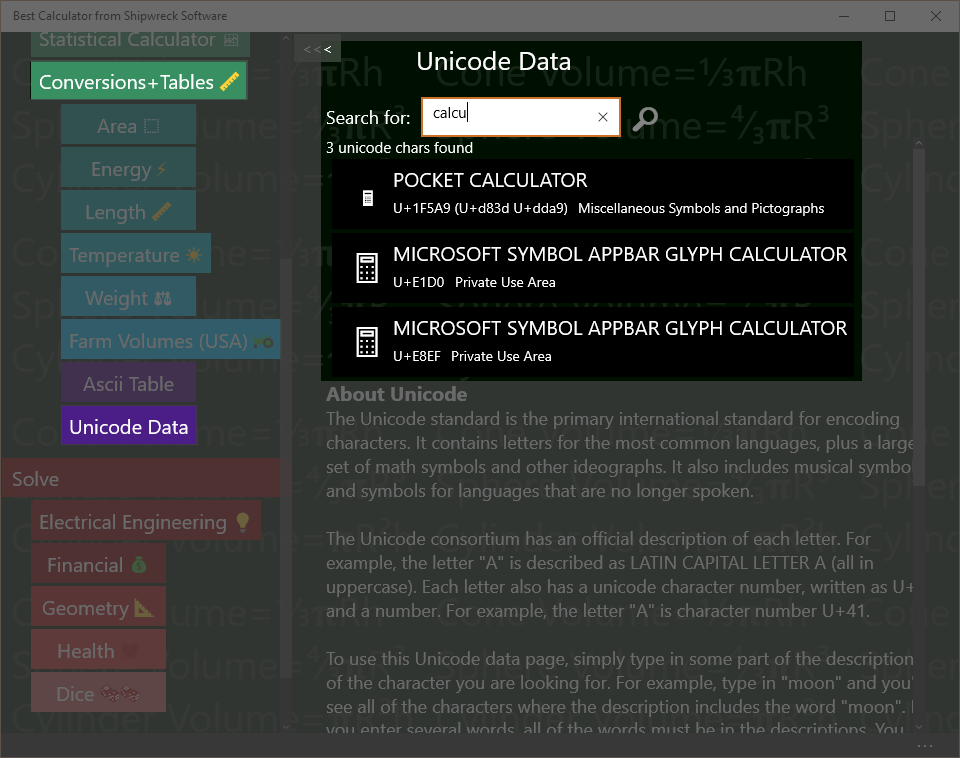 Best Calculator from Shipwreck Software
Statistical Calculator
Conversions+Tables
Area
Energy
Length
Temperature
Weight
Farm Volumes (USA)
Ascii Table
Unicode Data
Solve
Electrical Engineering
Financial
Geometry
Health
Dice
<<<
Unicode Data
Search for: calcu
3 unicode chars found
POCKET CALCULATOR
U+1F5A9 (U+d83d U+dda9) Miscellaneous Symbols and Pictographs
MICROSOFT SYMBOL APPBAR GLYPH CALCULATOR
U+E1D0 Private Use Area
MICROSOFT SYMBOL APPBAR GLYPH CALCULATOR
U+E8EF Private Use Area
About Unicode
The Unicode standard is the primary international standard for encoding
characters. It contains letters for the most common languages, plus a large
set of math symbols and other ideographs. It also includes musical symbo
and symbols for languages that are no longer spoken.
The Unicode consortium has an official description of each letter. For
example, the letter "A" is described as LATIN CAPITAL LETTER A (all in
uppercase). Each letter also has a unicode character number, written as U+
and a number. For example, the letter "A" is character number U+41.
To use this Unicode data page, simply type in some part of the description
of the character you are looking for. For example, type in "moon" and you'
see all of the characters where the description includes the word "moon". I
you enter several words, all of the words must be in the descriptions. You